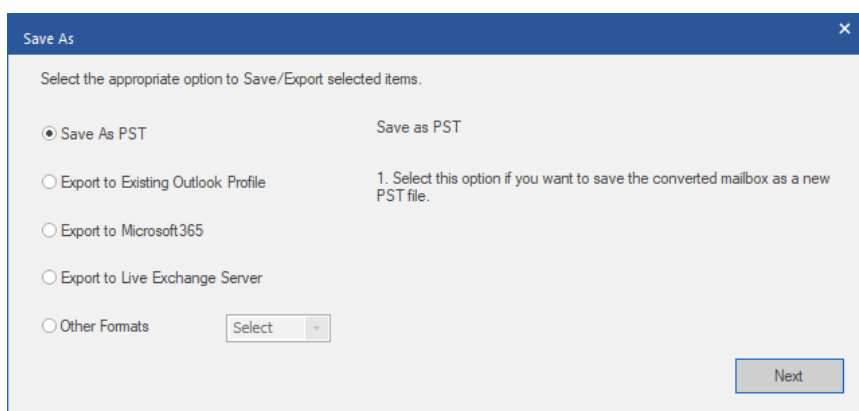 Save As
Select the appropriate option to Save/Export selected items.
Save As PST
Save as PST
Export to Existing Outlook Profile
1. Select this option if you want to save the converted mailbox as a new
PST file.
Export to Microsoft365
Export to Live Exchange Server
Other Formats
Select
Next